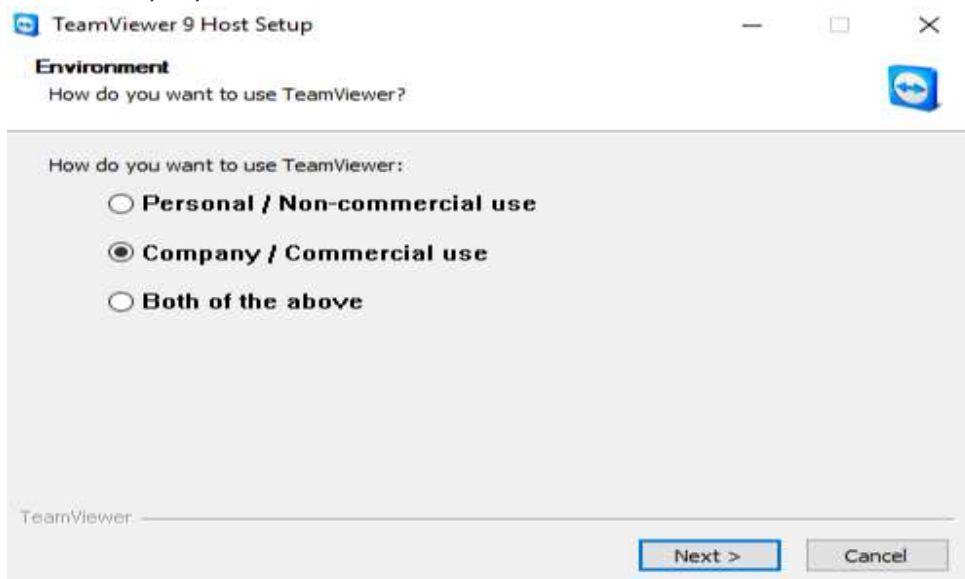 TeamViewer 9 Host Setup
Environment
How do you want to use TeamViewer?
How do you want to use TeamViewer:
Personal / Non-commercial use
Company / Commercial use
Both of the above
TeamViewer
Next > Cancel